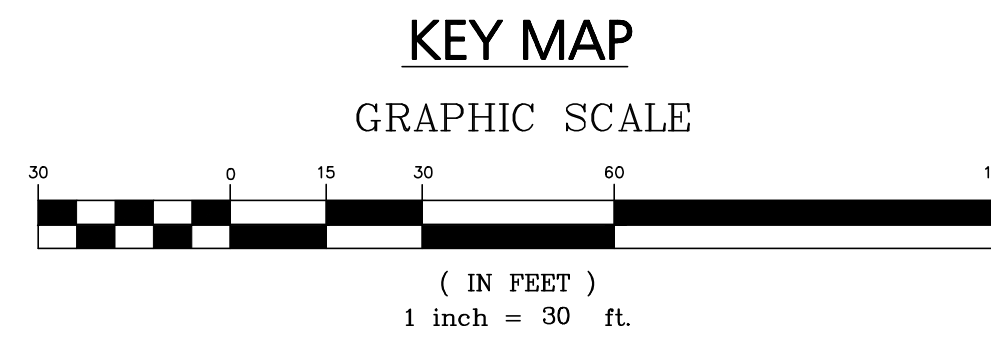 KEY MAP
GRAPHIC SCALE
30 0 15 30 60
( IN FEET )
1 inch = 30 ft.